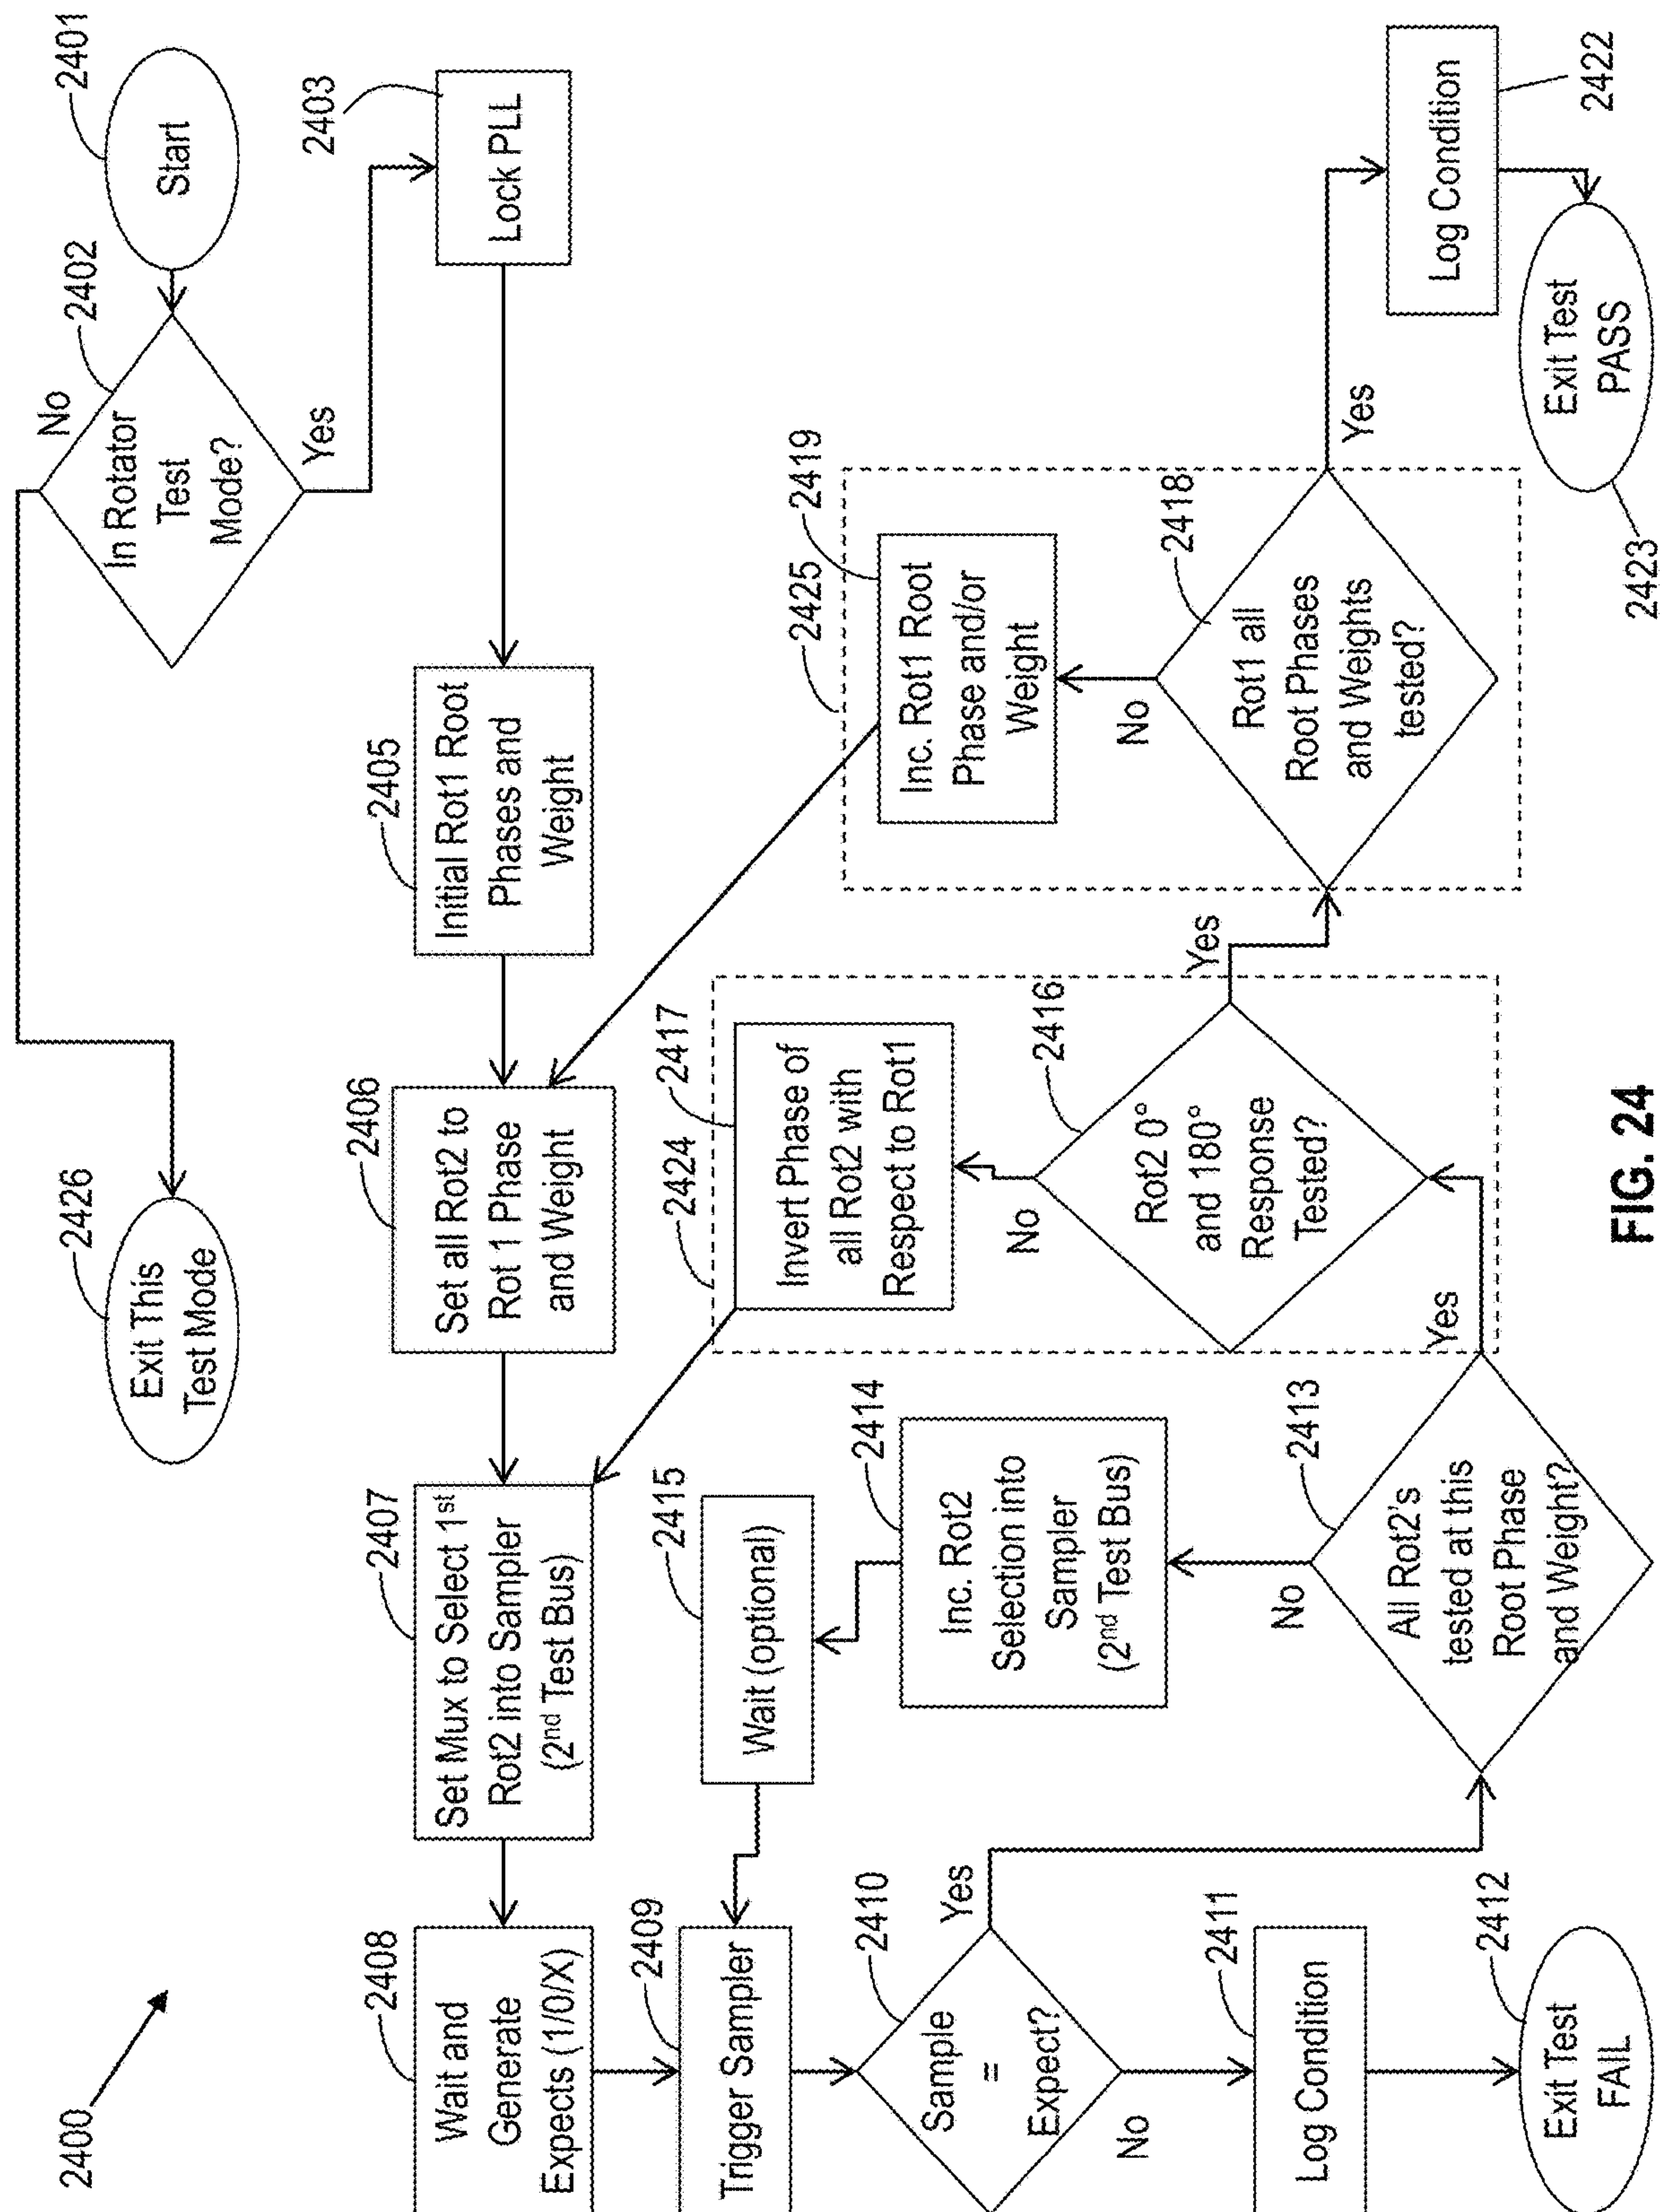 2400
2401
Start
2402
In Rotator
Test
Mode?
No
Yes
2426
Exit This
Test Mode
2403
Lock PLL
2405
Initial Rot1 Root
Phases and
Weight
2406
Set all Rot2 to
Rot 1 Phase
and Weight
2407
Set Mux to Select 1st
Rot2 into Sampler
(2nd Test Bus)
2408
Wait and
Generate
Expects (1/0/X)
2409
Trigger Sampler
2410
Sample
=
Expect?
Yes
No
2411
Log Condition
2412
Exit Test
FAIL
2415
Wait (optional)
2414
Inc. Rot2
Selection into
Sampler
(2nd Test Bus)
No
2413
All Rot2's
tested at this
Root Phase
and Weight?
Yes
2424
2417
Invert Phase of
all Rot2 with
Respect to Rot1
No
2416
Rot2 0°
and 180°
Response
Tested?
Yes
2425
2419
Inc. Rot1 Root
Phase and/or
Weight
No
2418
Rot1 all
Root Phases
and Weights
tested?
Yes
Log Condition
2422
Exit Test
PASS
2423
FIG. 24